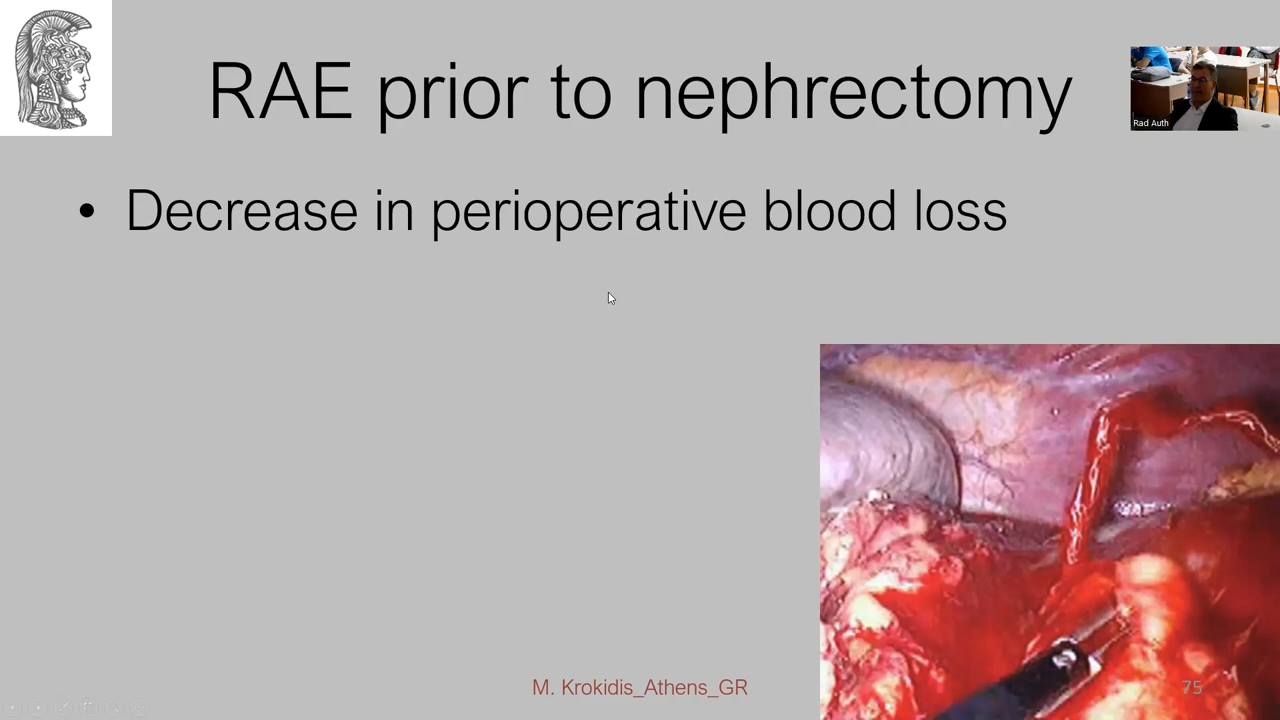 RAE prior to nephrectomy
Rad Auth
• Decrease in perioperative blood loss
M. Krokidis_Athens_GR
75